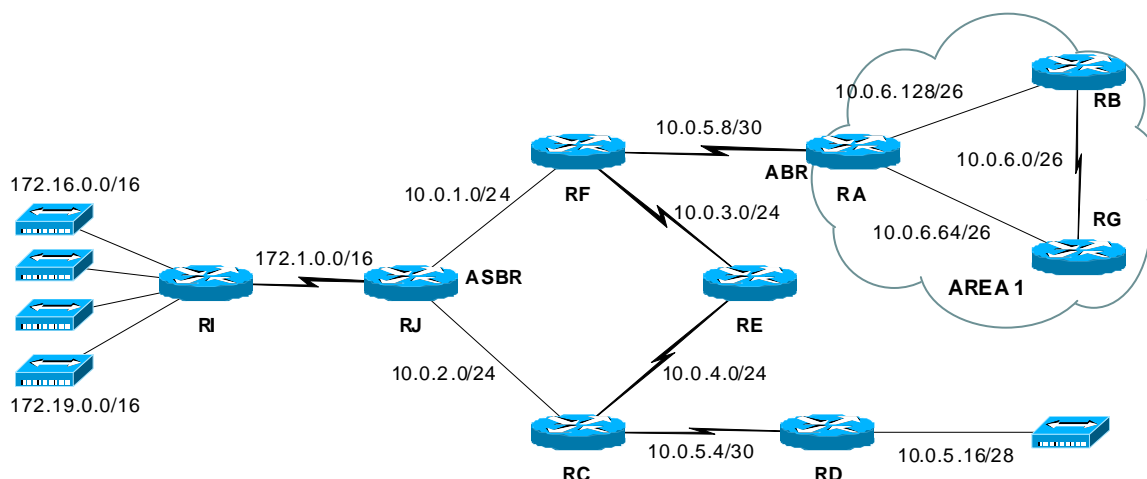 RB
10.0.6.128/26
10.0.5.8/30
ABR
RA
10.0.6.0/26
172.16.0.0/16
10.0.1.0/24
RF
10.0.3.0/24
RG
10.0.6.64/26
172.1.0.0/16
ASBR
AREA 1
RI
RJ
RE
10.0.2.0/24
10.0.4.0/24
172.19.0.0/16
10.0.5.4/30
10.0.5.16/28
RC
RD